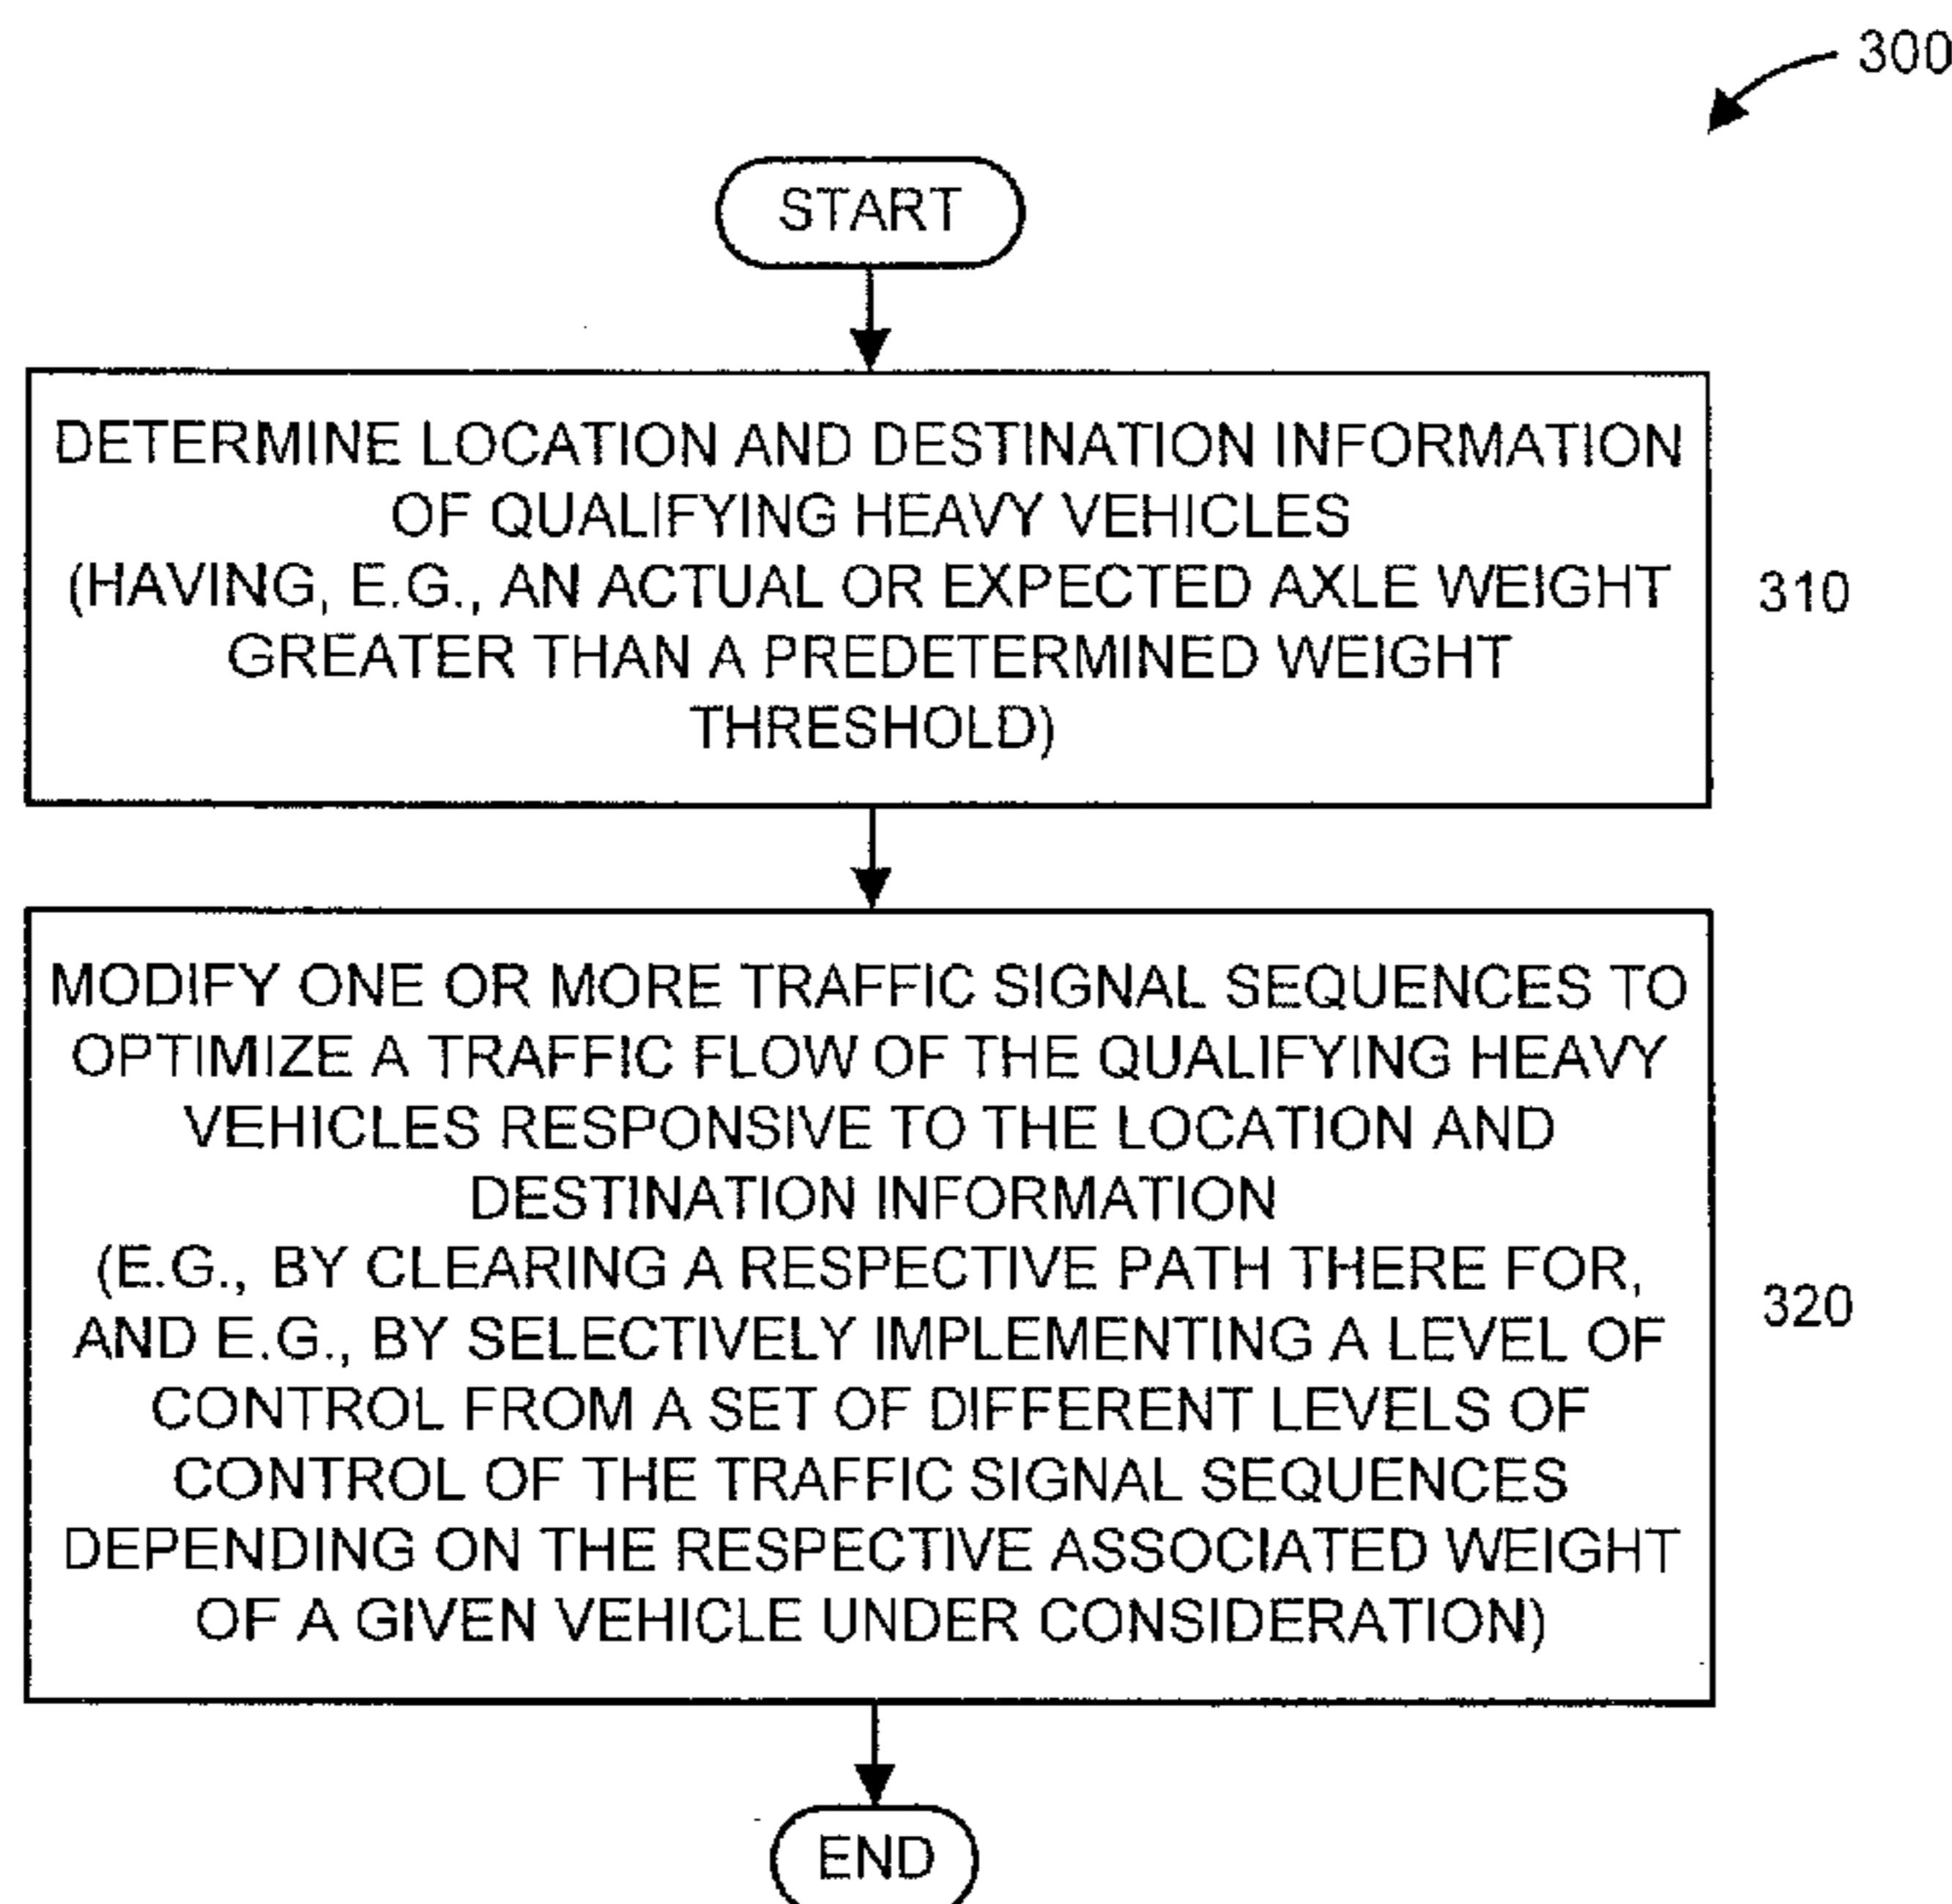 300
START
DETERMINE LOCATION AND DESTINATION INFORMATION
OF QUALIFYING HEAVY VEHICLES
(HAVING, E.G., AN ACTUAL OR EXPECTED AXLE WEIGHT
GREATER THAN A PREDETERMINED WEIGHT
THRESHOLD)
310
MODIFY ONE OR MORE TRAFFIC SIGNAL SEQUENCES TO
OPTIMIZE A TRAFFIC FLOW OF THE QUALIFYING HEAVY
VEHICLES RESPONSIVE TO THE LOCATION AND
DESTINATION INFORMATION
(E.G., BY CLEARING A RESPECTIVE PATH THERE FOR,
AND E.G., BY SELECTIVELY IMPLEMENTING A LEVEL OF
CONTROL FROM A SET OF DIFFERENT LEVELS OF
CONTROL OF THE TRAFFIC SIGNAL SEQUENCES
DEPENDING ON THE RESPECTIVE ASSOCIATED WEIGHT
OF A GIVEN VEHICLE UNDER CONSIDERATION)
320
END